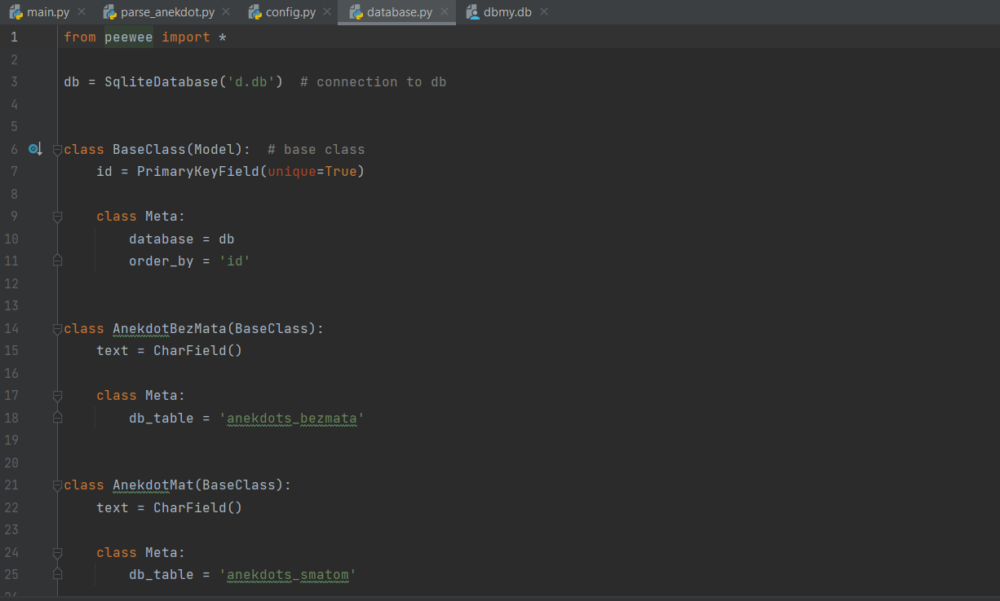 main.py parse_anekdot.py config.py database.py dbmy.db
1 from peewee import *
2
3 db = SqliteDatabase('d.db')  # connection to db
4
5
6 class BaseClass(Model):  # base class
7     id = PrimaryKeyField(unique=True)
8
9     class Meta:
10         database = db
11         order_by = 'id'
12
13
14 class AnekdotBezMata(BaseClass):
15     text = CharField()
16
17     class Meta:
18         db_table = 'anekdots_bezmata'
19
20
21 class AnekdotMat(BaseClass):
22     text = CharField()
23
24     class Meta:
25         db_table = 'anekdots_smatom'